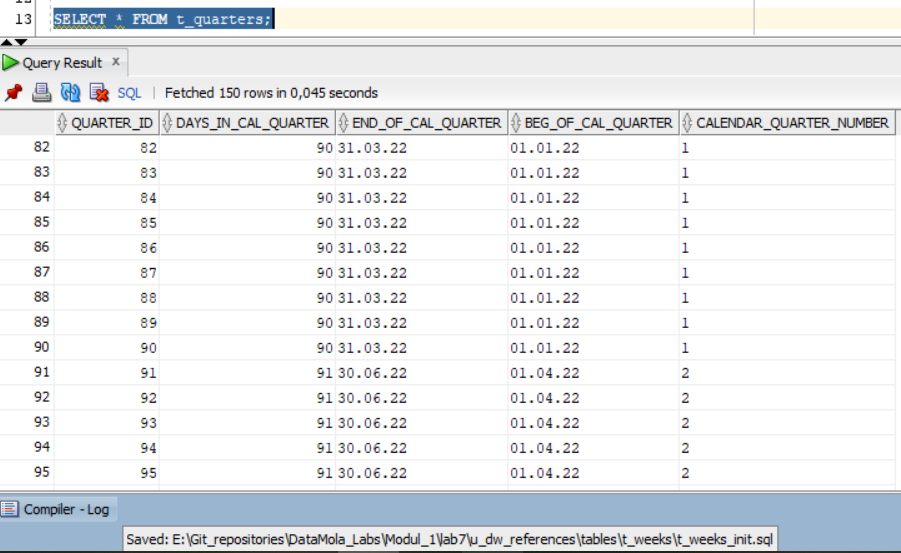 13 SELECT * FROM t_quarters;
Query Result x
SQL | Fetched 150 rows in 0,045 seconds
QUARTER_ID DAYS_IN_CAL_QUARTER END_OF_CAL_QUARTER BEG_OF_CAL_QUARTER CALENDAR_QUARTER_NUMBER
82 82 90 31.03.22 01.01.22 1
83 83 90 31.03.22 01.01.22 1
84 84 90 31.03.22 01.01.22 1
85 85 90 31.03.22 01.01.22 1
86 86 90 31.03.22 01.01.22 1
87 87 90 31.03.22 01.01.22 1
88 88 90 31.03.22 01.01.22 1
89 89 90 31.03.22 01.01.22 1
90 90 90 31.03.22 01.01.22 1
91 91 91 30.06.22 01.04.22 2
92 92 91 30.06.22 01.04.22 2
93 93 91 30.06.22 01.04.22 2
94 94 91 30.06.22 01.04.22 2
95 95 91 30.06.22 01.04.22 2
Compiler - Log
Saved: E:\Git_repositories\DataMola_Labs\Modul_1\lab7\u_dw_references\tables\t_weeks\t_weeks_init.sql